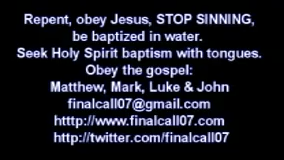 Repent, obey Jesus, STOP SINNING,
be baptized in water.
Seek Holy Spirit baptism with tongues.
Obey the gospel:
Matthew, Mark, Luke & John
finalcall07@gmail.com
htttp://www.finalcall07.com
http://twitter.com/finalcall07